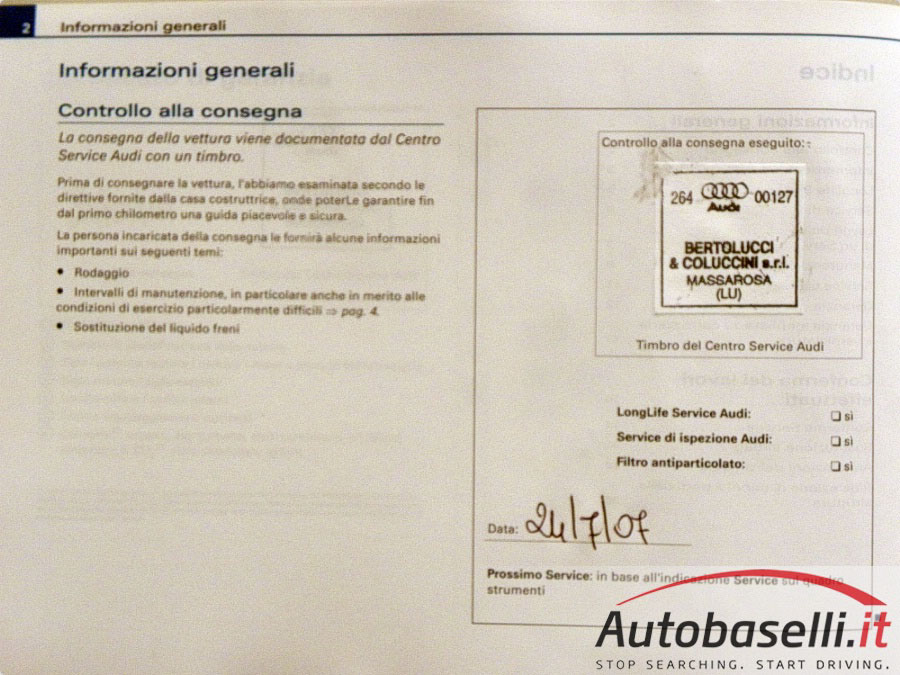 2 Informazioni generali
Informazioni generali
Controllo alla consegna
La consegna della vettura viene documentata dal Centro
Service Audi con un timbro.
Prima di consegnare la vettura, l'abbiamo esaminata secondo le
direttive fornite dalla casa costruttrice, onde poterLe garantire fin
dal primo chilometro una guida piacevole e sicura.
La persona incaricata della consegna le fornirà alcune informazioni
importanti sui seguenti temi:
• Rodaggio
• Intervalli di manutenzione, in particolare anche in merito alle
condizioni di esercizio particolarmente difficili ⇒ pag. 4.
• Sostituzione del liquido freni
Controllo alla consegna eseguito:
264 00127
Audi
BERTOLUCCI
& COLUCCINI s.r.l.
MASSAROSA
(LU)
Timbro del Centro Service Audi
LongLife Service Audi: ❑ sì
Service di ispezione Audi: ❑ sì
Filtro antiparticolato: ❑ sì
Data: 24/7/07
Prossimo Service: in base all'indicazione Service sul quadro
strumenti
Autobaselli.it
STOP SEARCHING. START DRIVING.